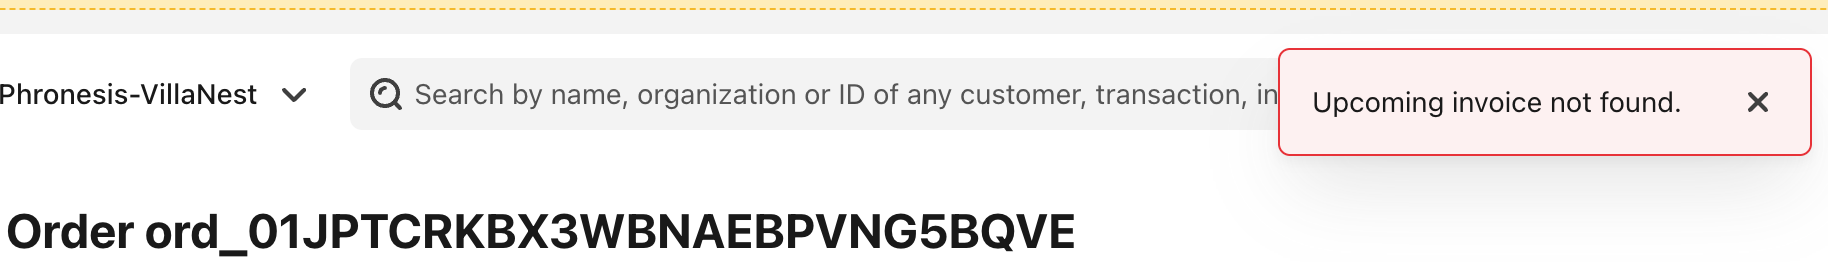 Phronesis-VillaNest
Search by name, organization or ID of any customer, transaction, in
Upcoming invoice not found.
Order ord_01JPTCRKBX3WBNAEBPVNG5BQVE